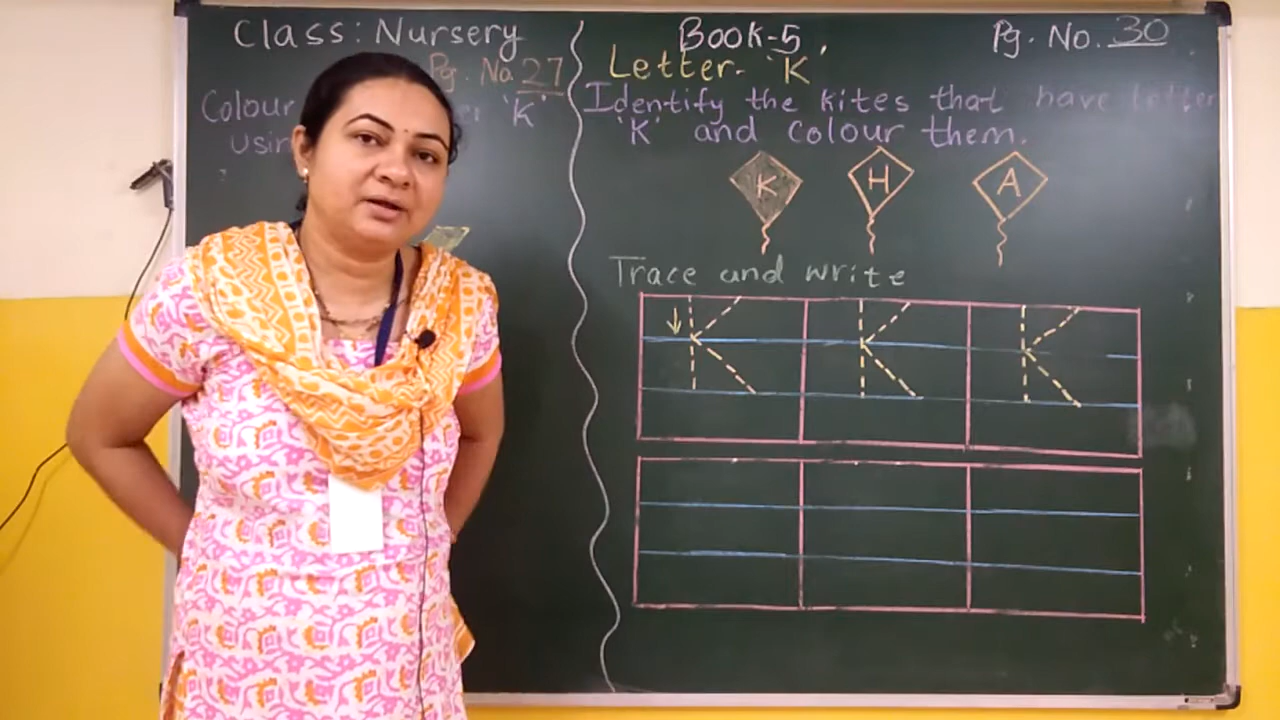 Class: Nursery
Pg. No. 27
Colour 'K'
Book-5,
Pg. No. 30
Letter- 'K'
Identify the kites that have letter
'K' and colour them.
K H A
Trace and write
K K K